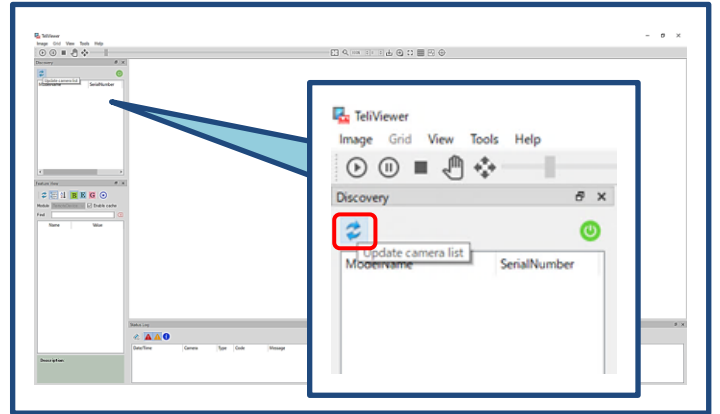 TeliViewer
Image Grid View Tools Help
Discovery
Update camera list
ModelName SerialNumber
Feature View
Module Enable cache
Find
Name Value
Description
Status Log
Date/Time Camera Type Code Message
TeliViewer
Image Grid View Tools Help
Discovery
Update camera list
ModelName SerialNumber